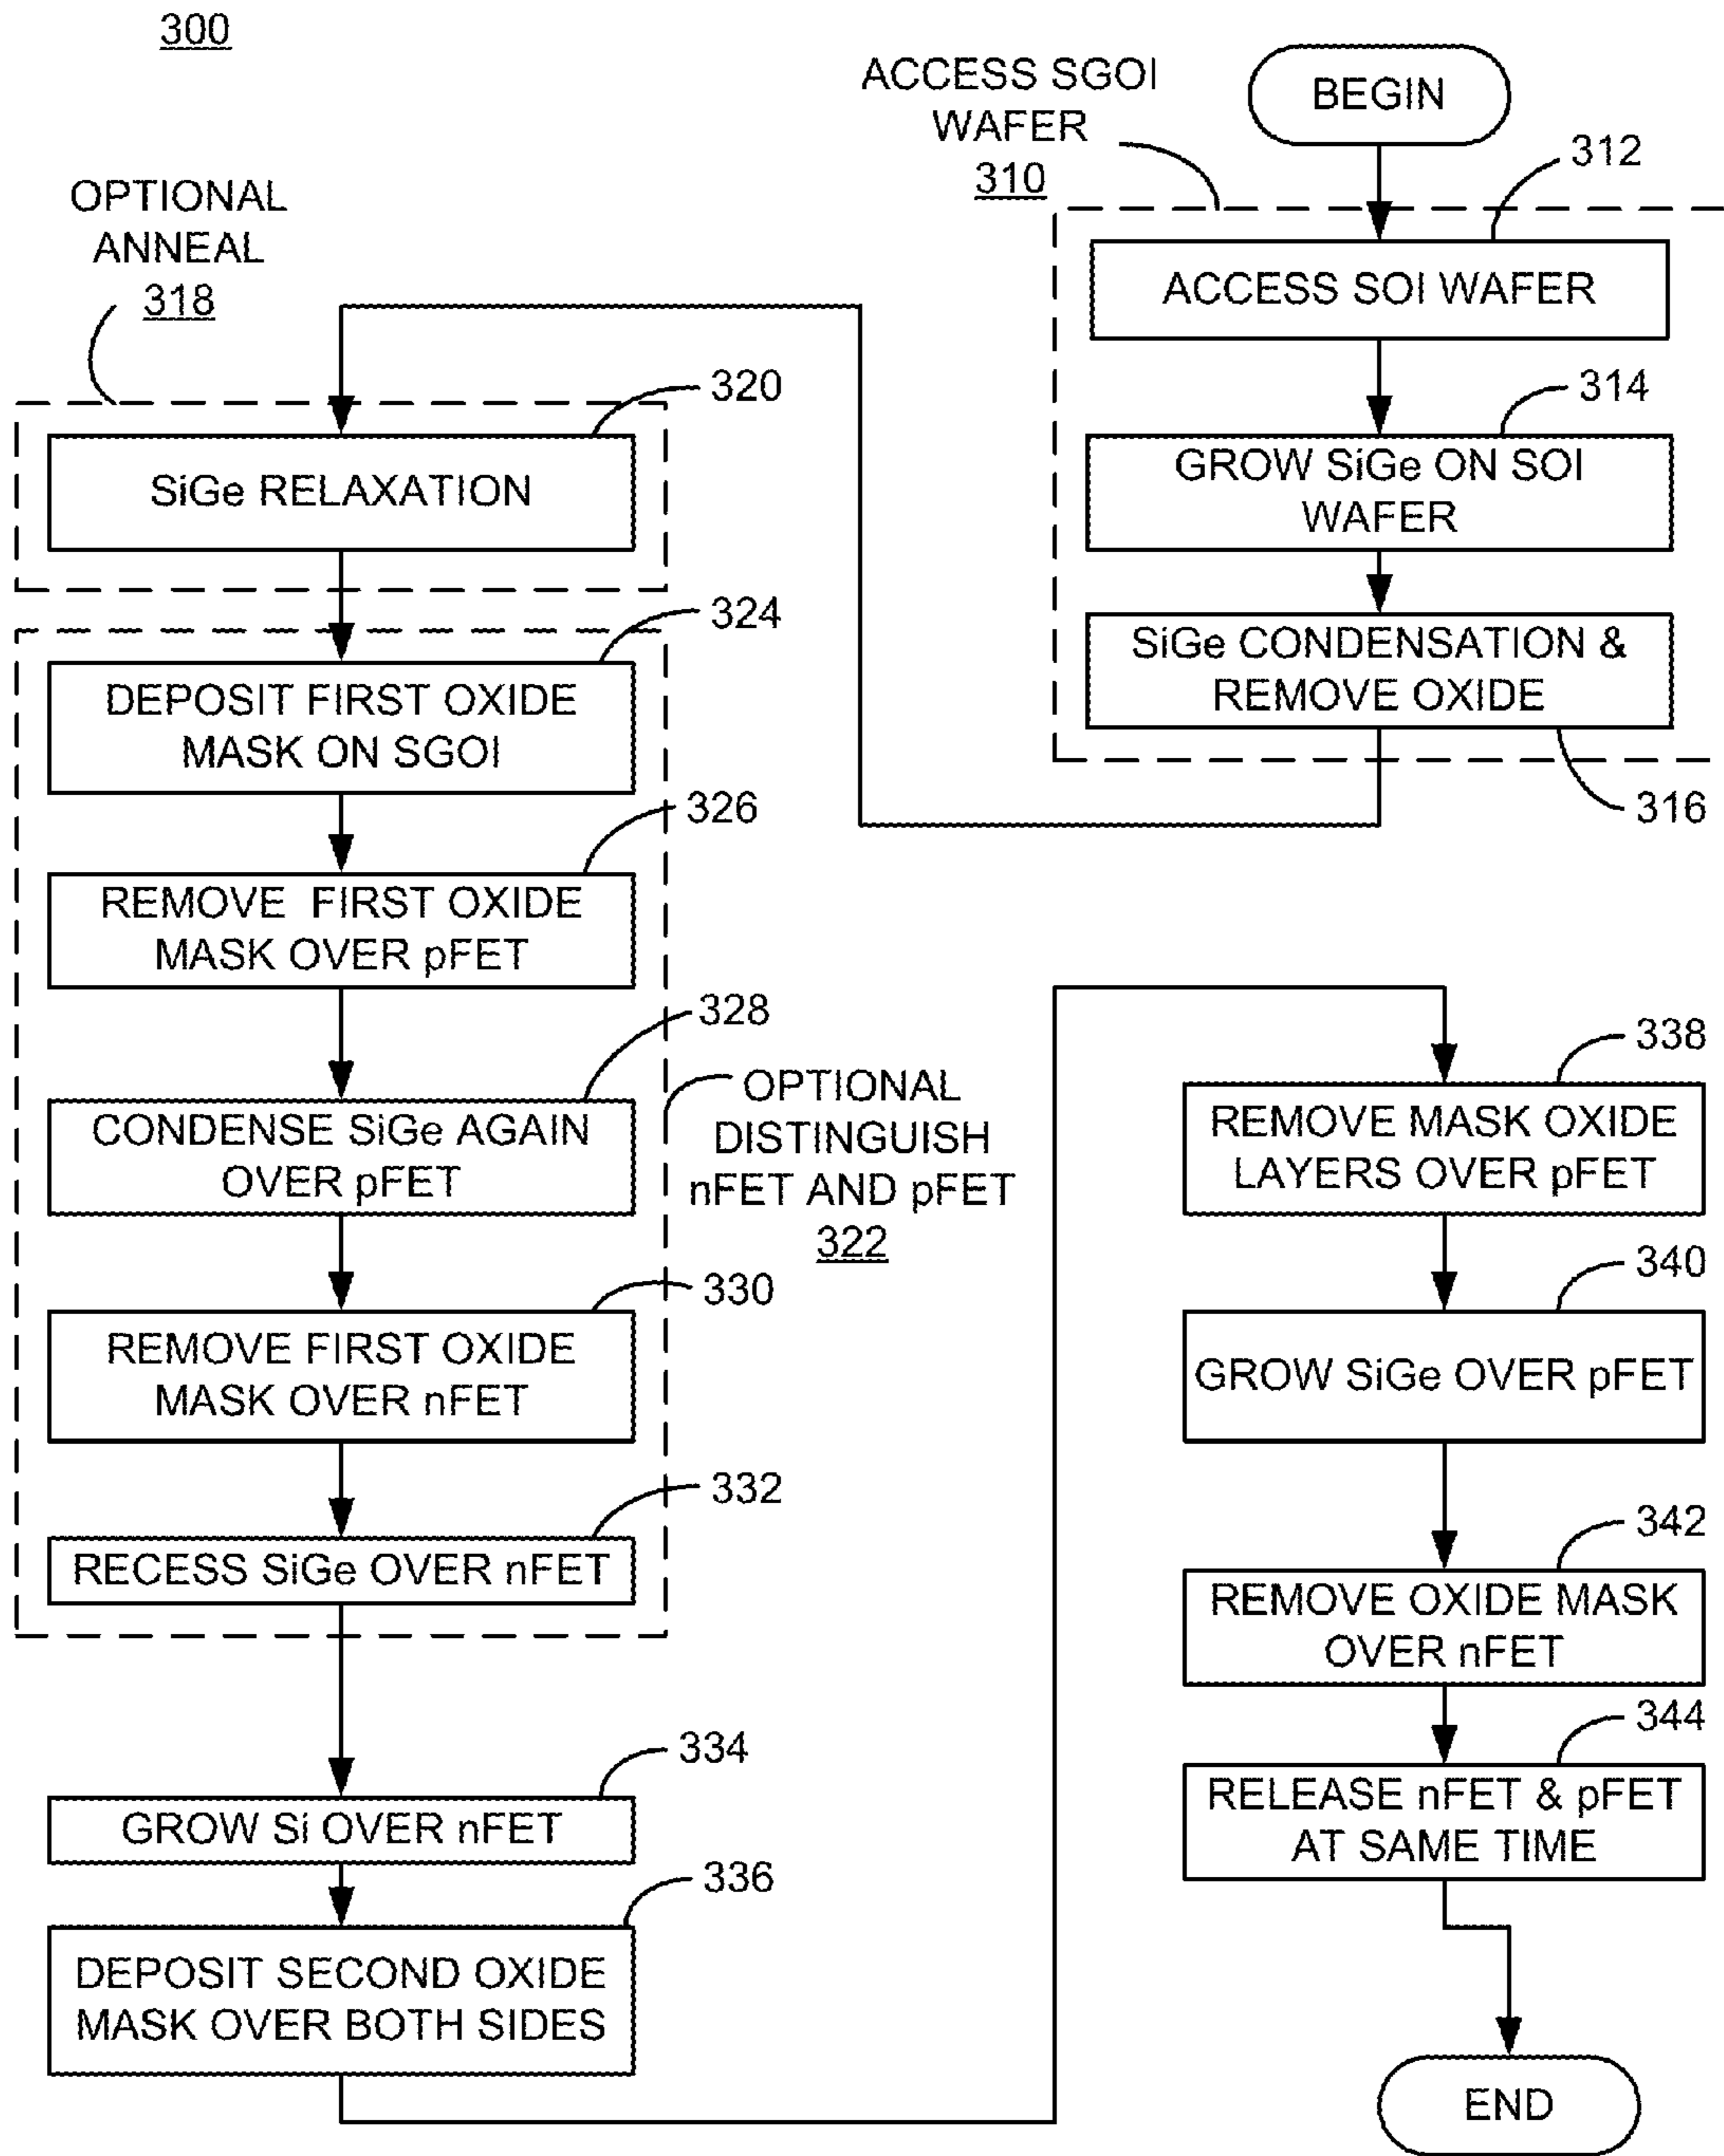 300
ACCESS SGOI
WAFER
310
BEGIN
312
ACCESS SOI WAFER
314
GROW SiGe ON SOI
WAFER
SiGe CONDENSATION &
REMOVE OXIDE
316
OPTIONAL
ANNEAL
318
320
SiGe RELAXATION
324
DEPOSIT FIRST OXIDE
MASK ON SGOI
326
REMOVE FIRST OXIDE
MASK OVER pFET
328
CONDENSE SiGe AGAIN
OVER pFET
OPTIONAL
DISTINGUISH
nFET AND pFET
322
330
REMOVE FIRST OXIDE
MASK OVER nFET
332
RECESS SiGe OVER nFET
334
GROW Si OVER nFET
336
DEPOSIT SECOND OXIDE
MASK OVER BOTH SIDES
338
REMOVE MASK OXIDE
LAYERS OVER pFET
340
GROW SiGe OVER pFET
342
REMOVE OXIDE MASK
OVER nFET
344
RELEASE nFET & pFET
AT SAME TIME
END